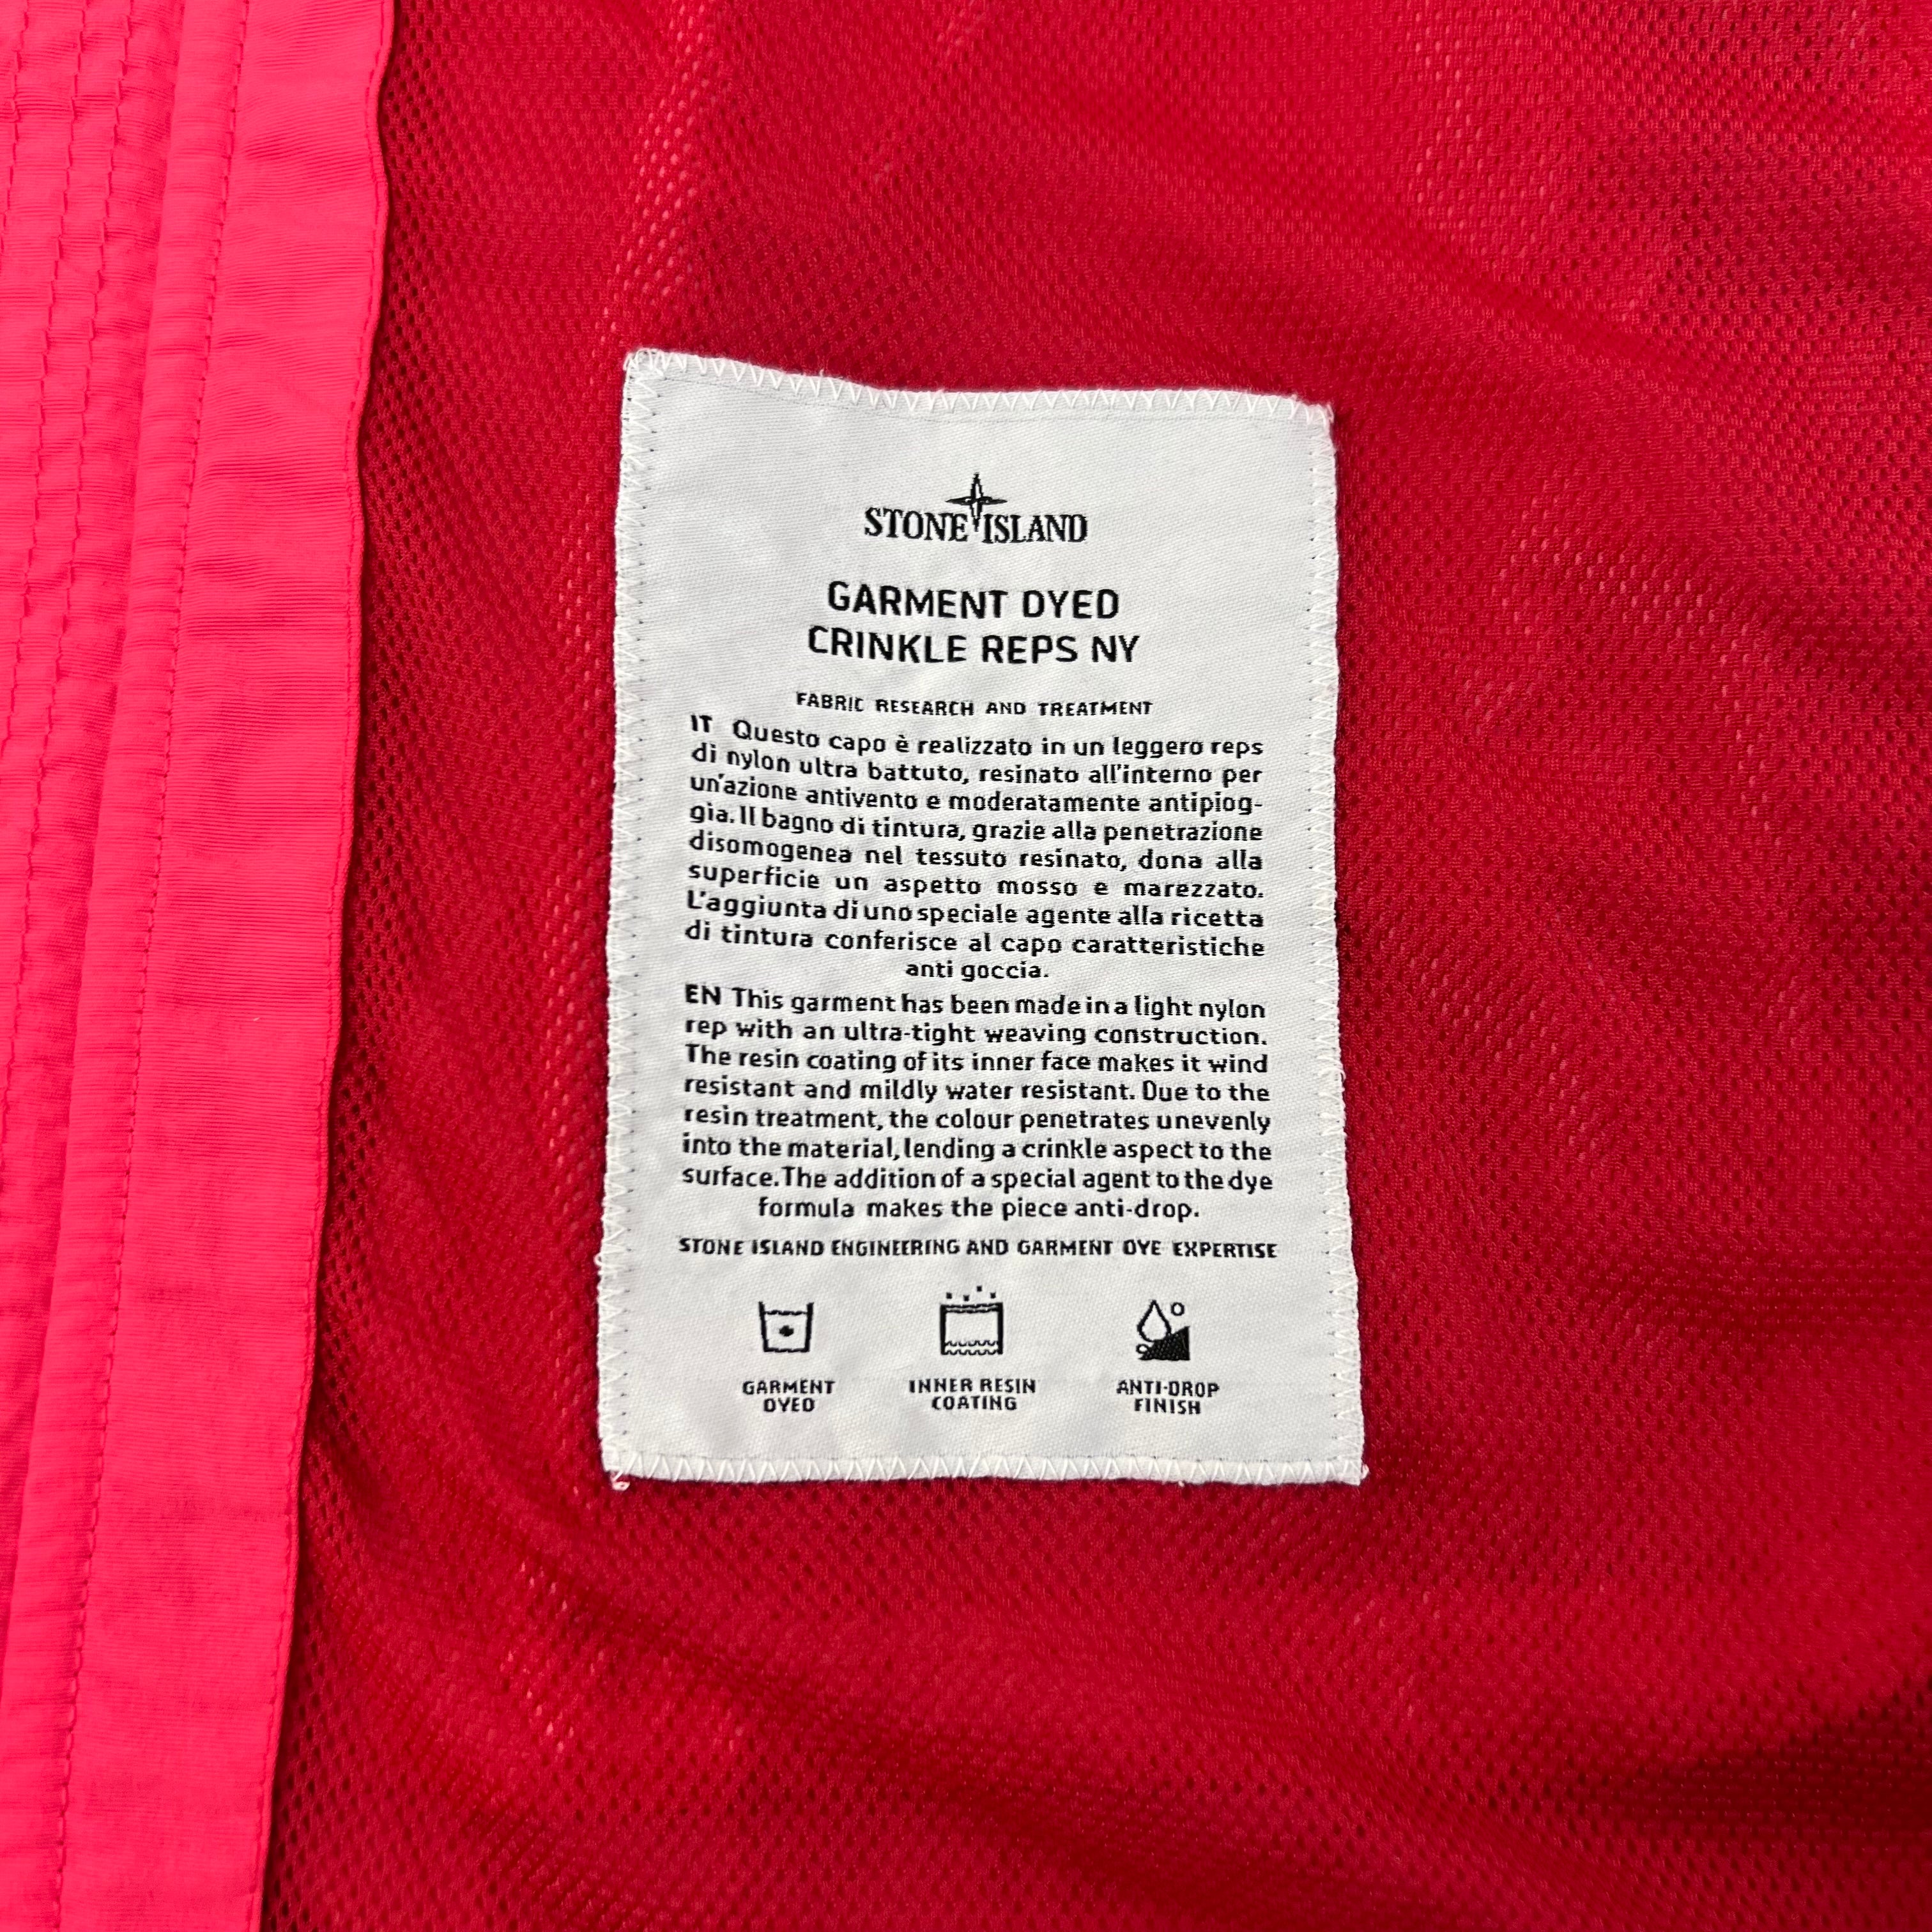 STONE ISLAND
GARMENT DYED
CRINKLE REPS NY
FABRIC RESEARCH AND TREATMENT
IT Questo capo è realizzato in un leggero reps
di nylon ultra battuto, resinato all'interno per
un'azione antivento e moderatamente antipiog-
gia. Il bagno di tintura, grazie alla penetrazione
disomogenea nel tessuto resinato, dona alla
superficie un aspetto mosso e marezzato.
L'aggiunta di uno speciale agente alla ricetta
di tintura conferisce al capo caratteristiche
anti goccia.
EN This garment has been made in a light nylon
rep with an ultra-tight weaving construction.
The resin coating of its inner face makes it wind
resistant and mildly water resistant. Due to the
resin treatment, the colour penetrates unevenly
into the material, lending a crinkle aspect to the
surface. The addition of a special agent to the dye
formula makes the piece anti-drop.
STONE ISLAND ENGINEERING AND GARMENT DYE EXPERTISE
GARMENT
DYED
INNER RESIN
COATING
ANTI-DROP
FINISH